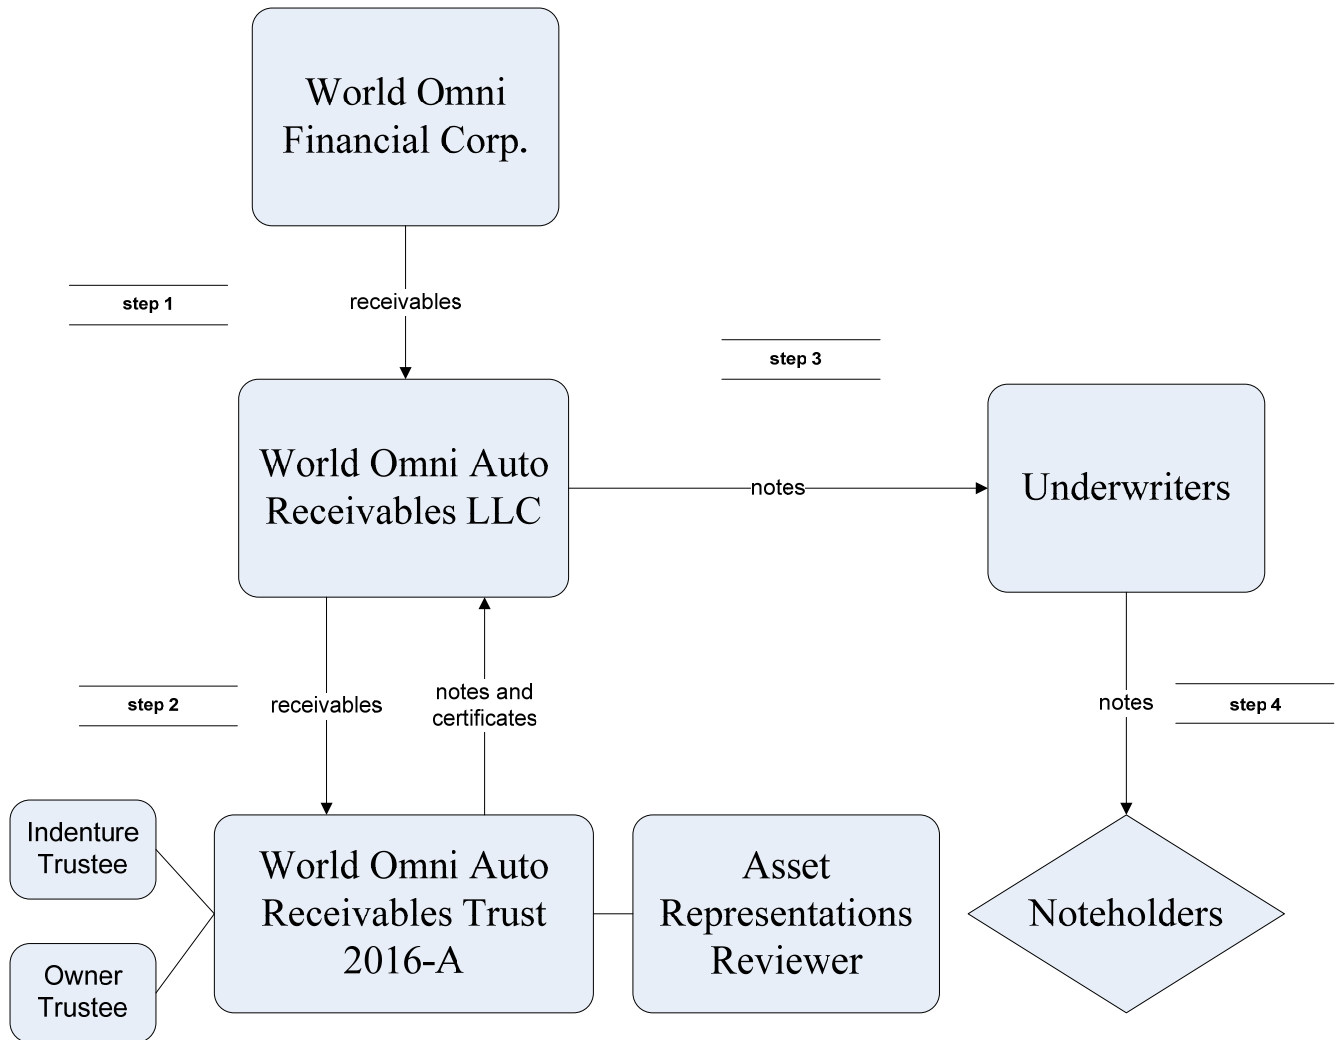 World Omni
Financial Corp.
step 1
receivables
step 3
World Omni Auto
Receivables LLC
notes
Underwriters
step 2
receivables
notes and
certificates
notes
step 4
Indenture
Trustee
Owner
Trustee
World Omni Auto
Receivables Trust
2016-A
Asset
Representations
Reviewer
Noteholders